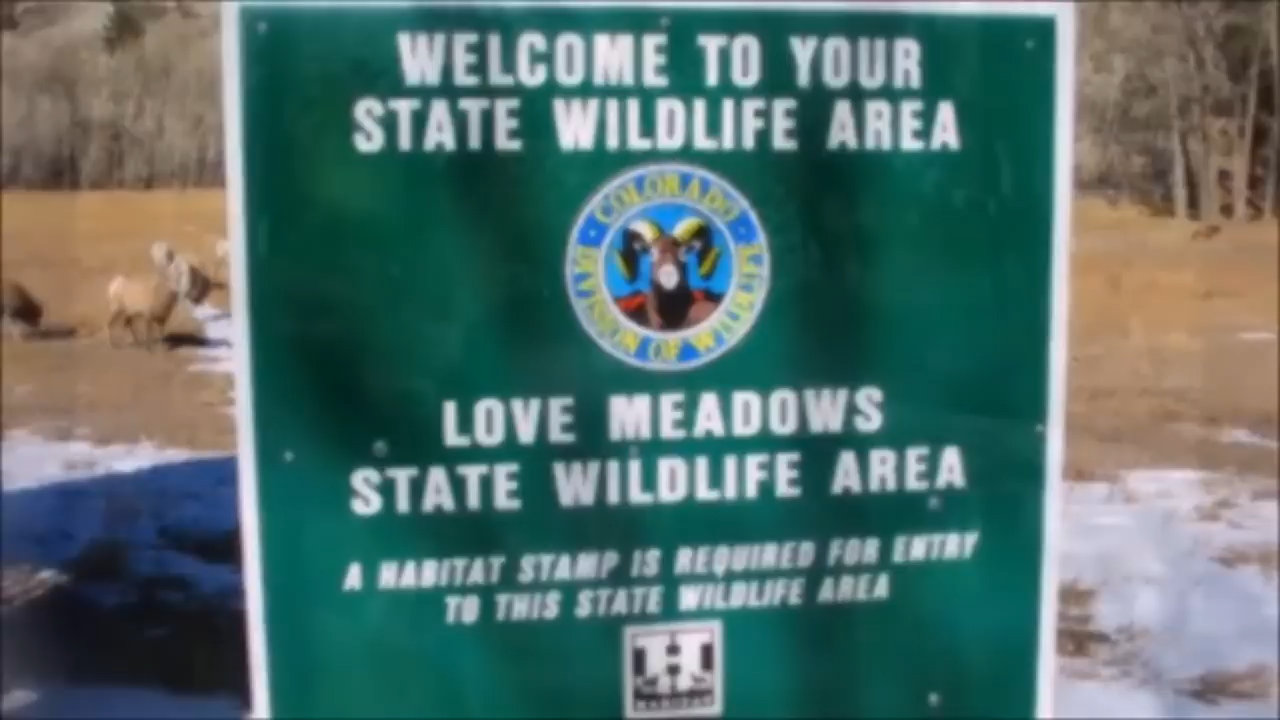 WELCOME TO YOUR
STATE WILDLIFE AREA
COLORADO
DIVISION OF WILDLIFE
LOVE MEADOWS
STATE WILDLIFE AREA
A HABITAT STAMP IS REQUIRED FOR ENTRY
TO THIS STATE WILDLIFE AREA
H
HABITAT